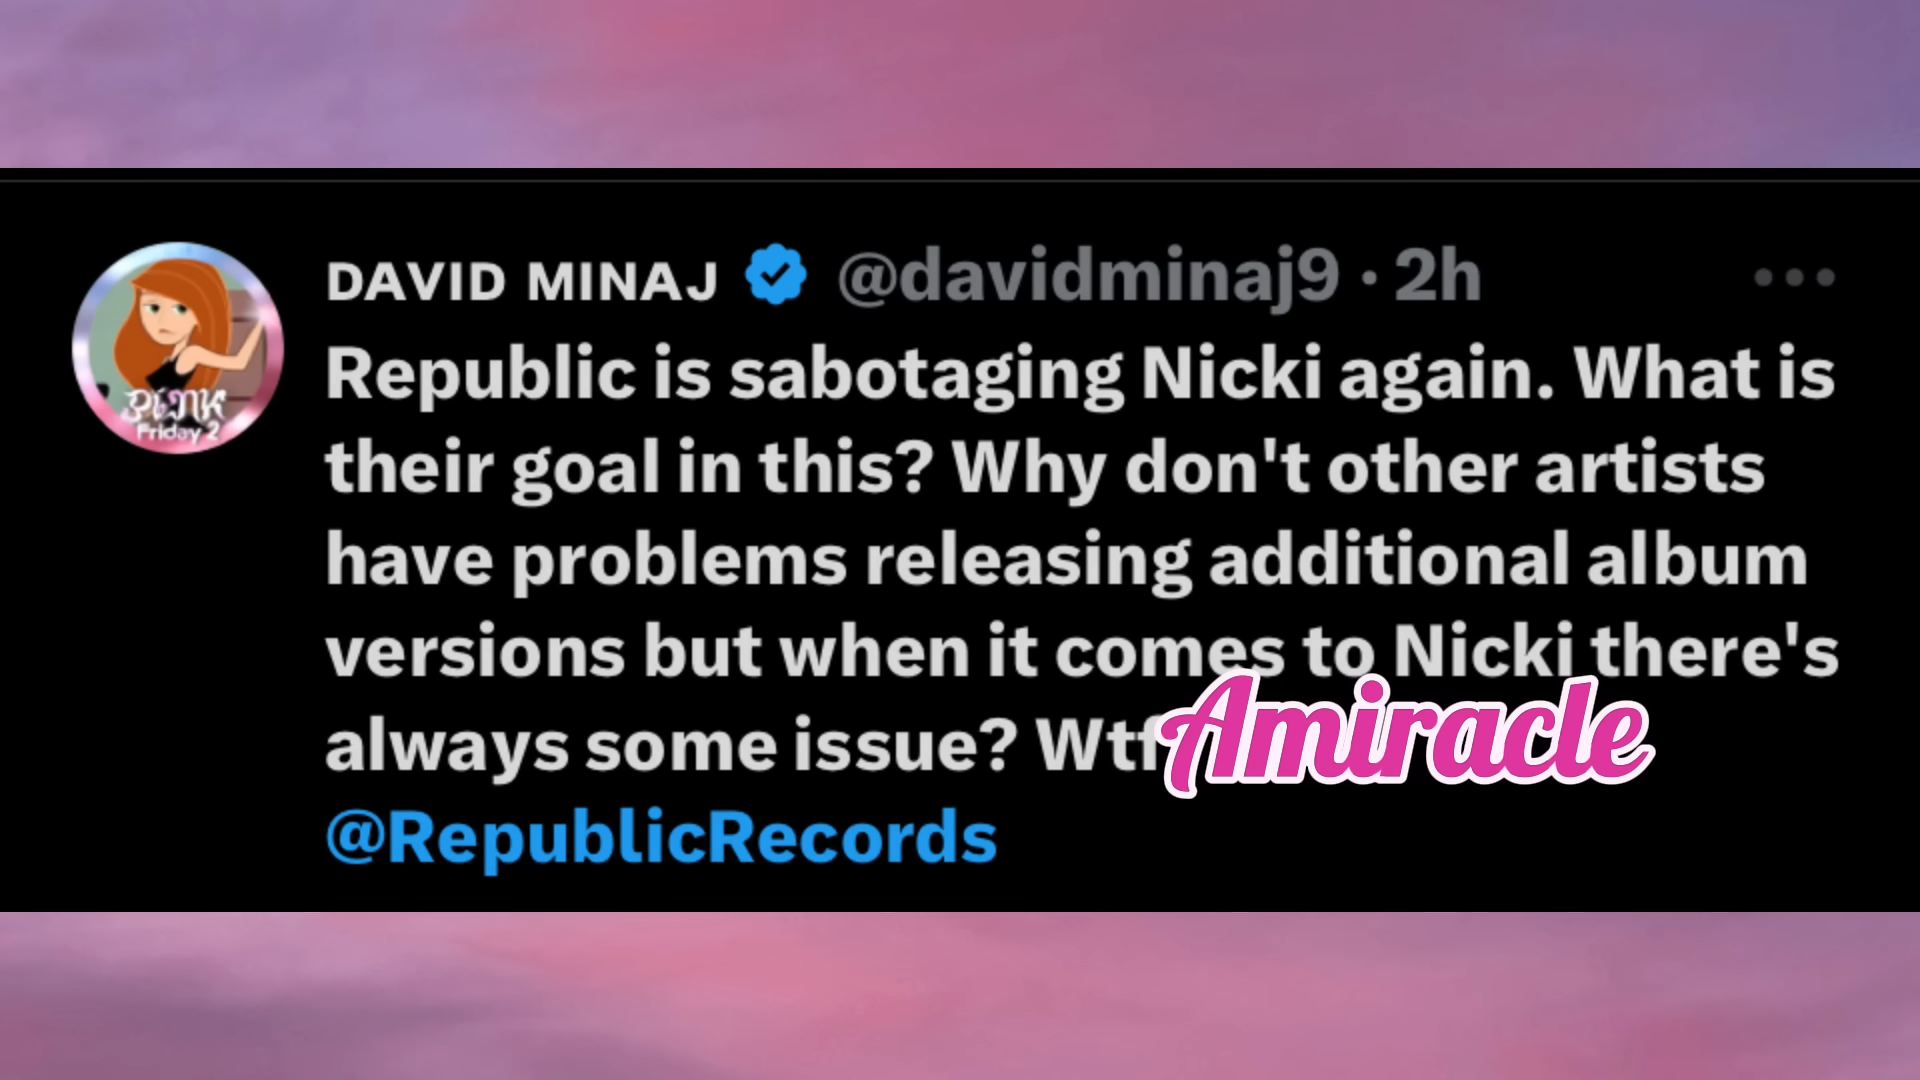 DAVID MINAJ @davidminaj9 · 2h
Republic is sabotaging Nicki again. What is
their goal in this? Why don't other artists
have problems releasing additional album
versions but when it comes to Nicki there's
always some issue? Wtf
Amiracle
@RepublicRecords
PiNK
Friday 2